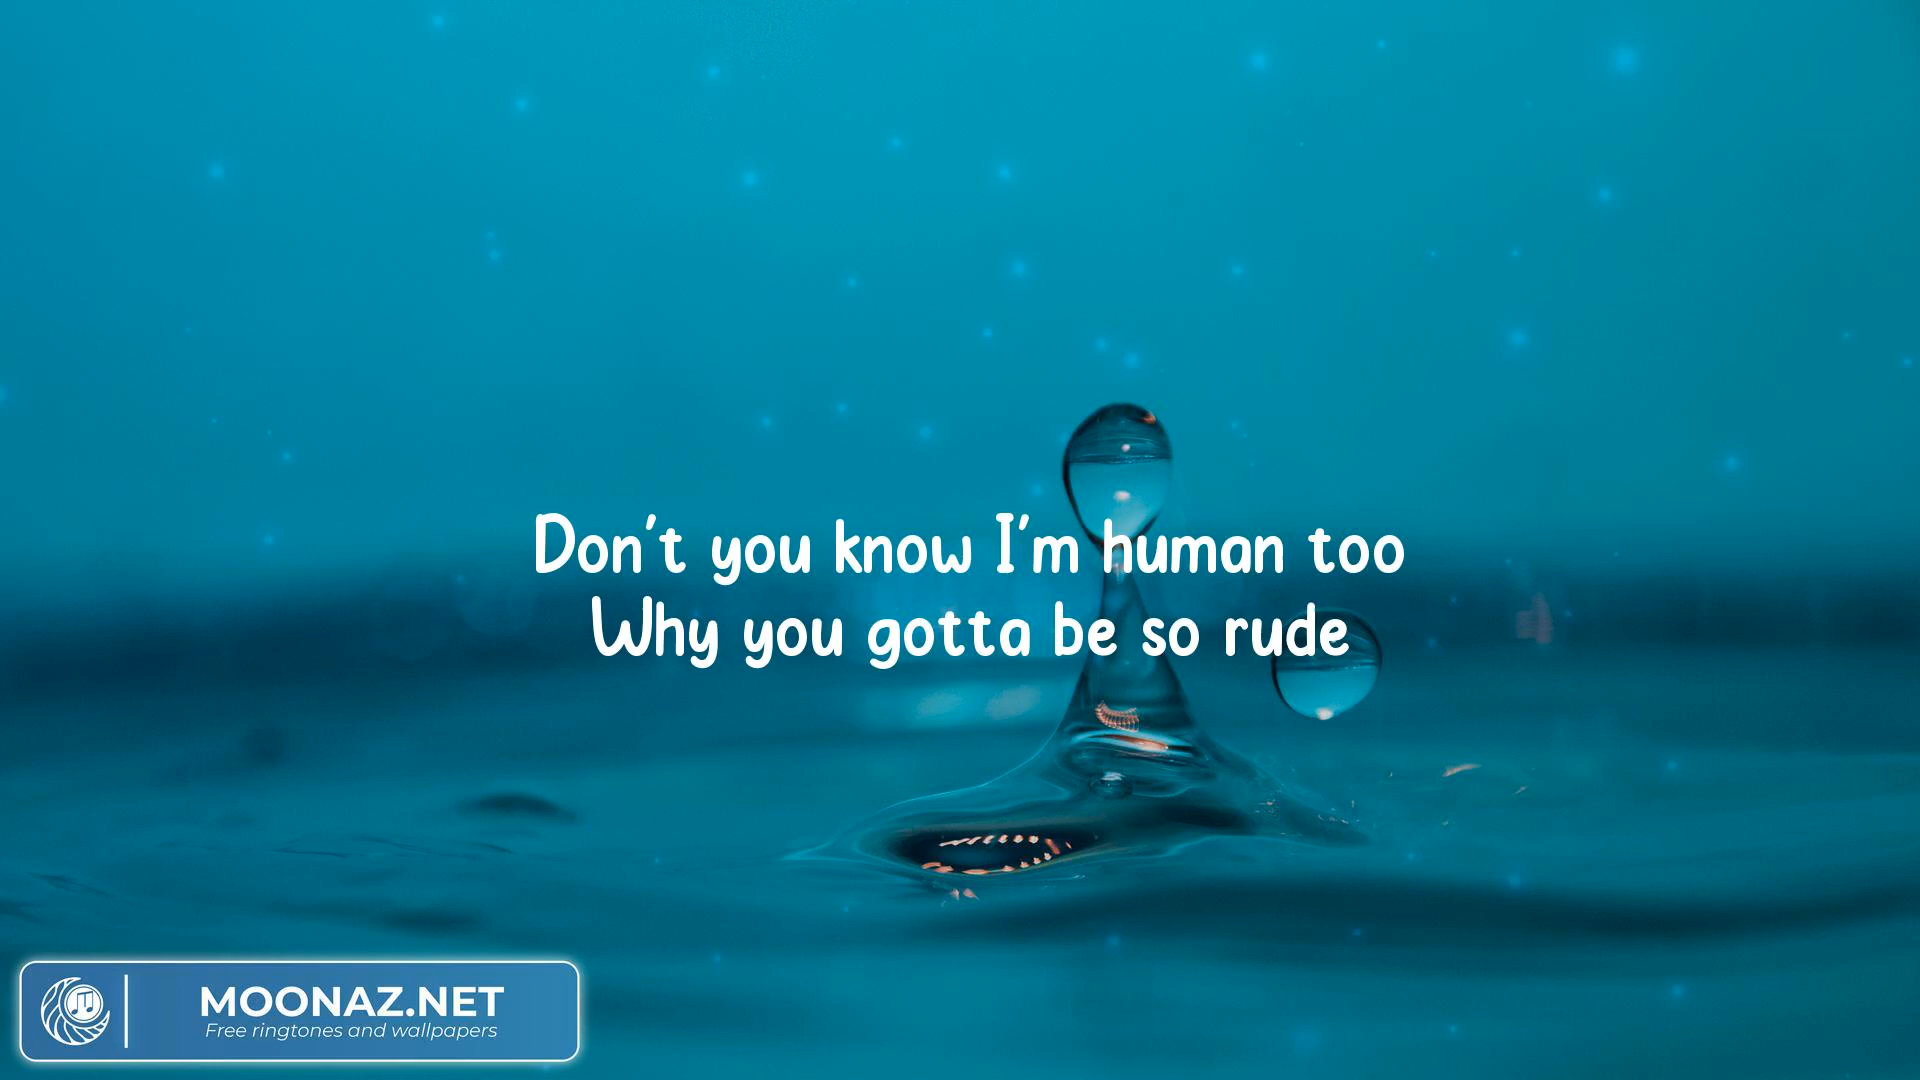 Don't you know I'm human too
Why you gotta be so rude
MOONAZ.NET
Free ringtones and wallpapers